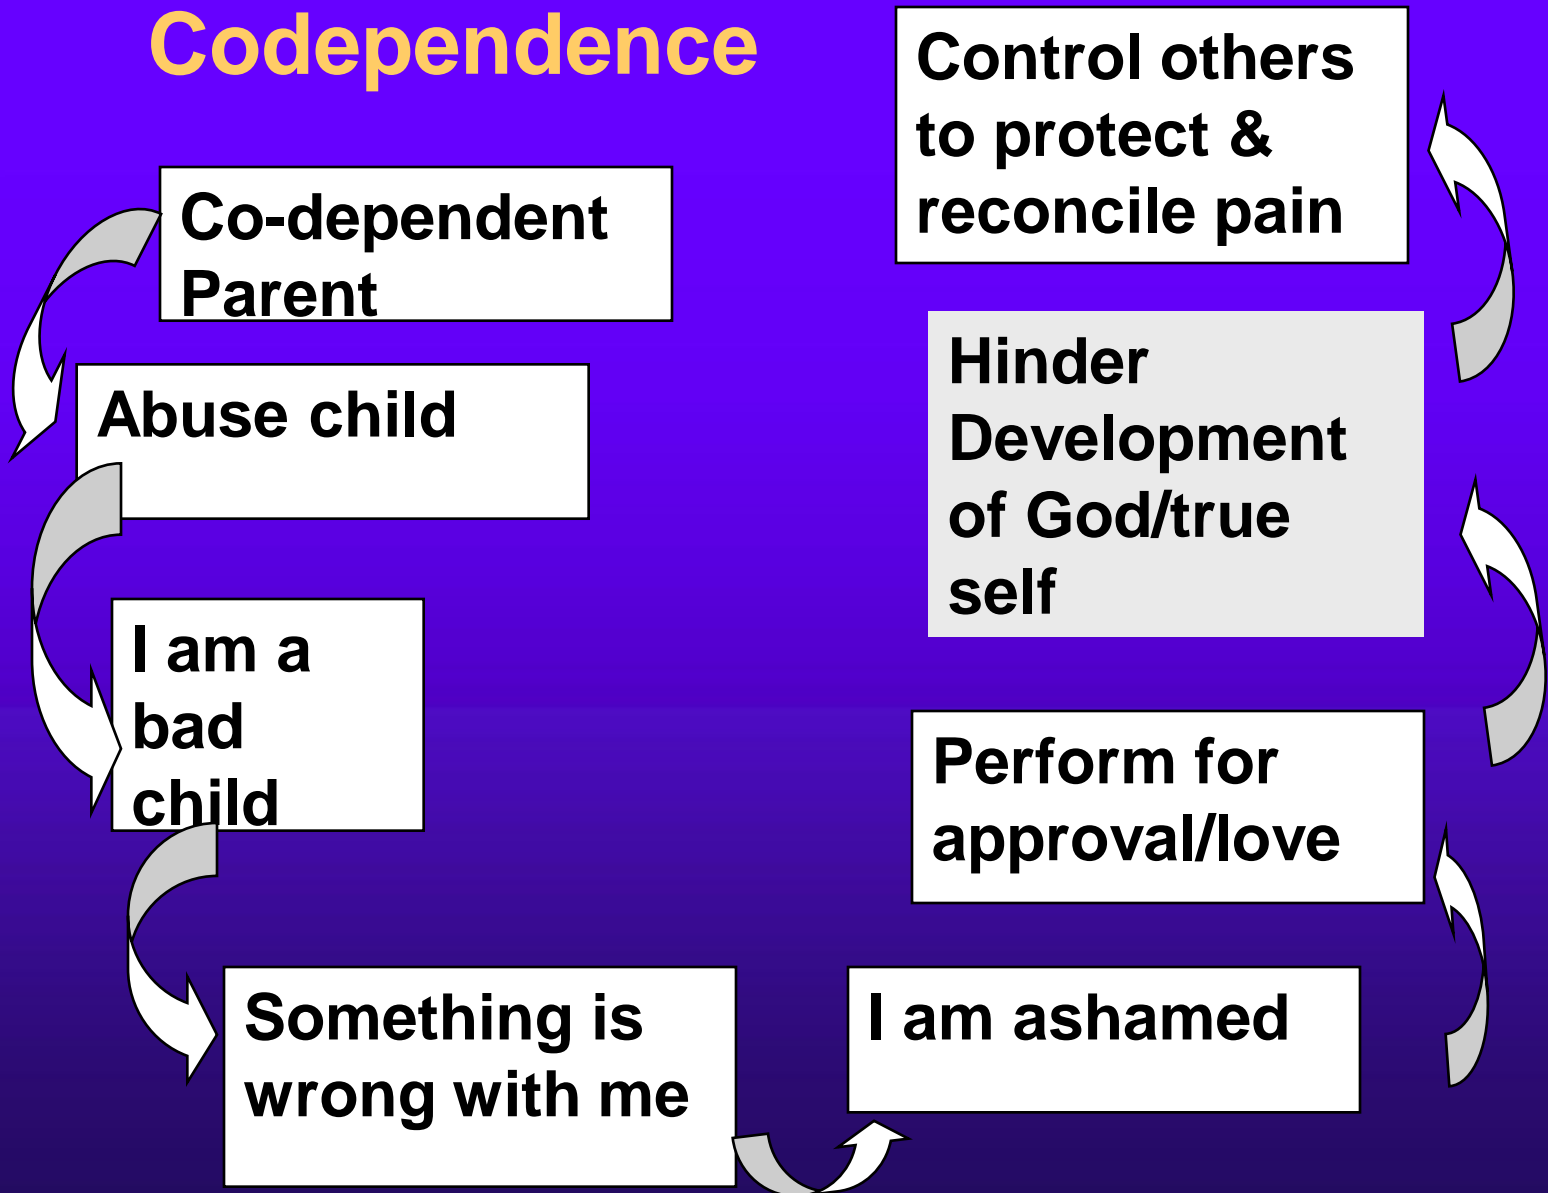 Codependence
Co-dependent
Parent
Abuse child
I am a
bad
child
Something is
wrong with me
I am ashamed
Perform for
approval/love
Hinder
Development
of God/true
self
Control others
to protect &
reconcile pain